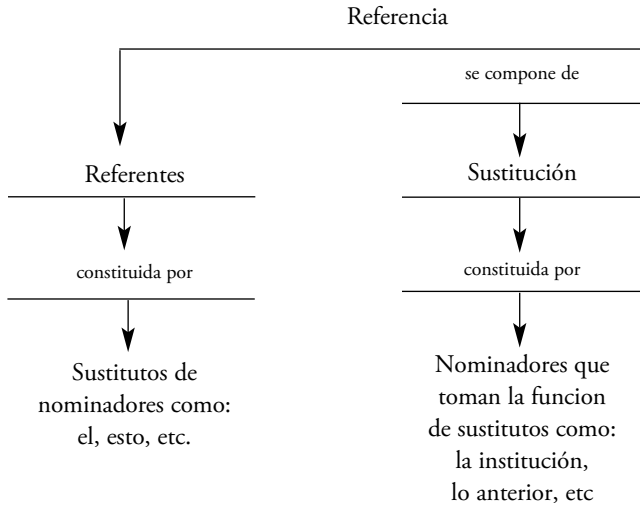 Referencia
se compone de
Referentes
Sustitución
constituida por
constituida por
Sustitutos de
nominadores como:
el, esto, etc.
Nominadores que
toman la funcion
de sustitutos como:
la institución,
lo anterior, etc